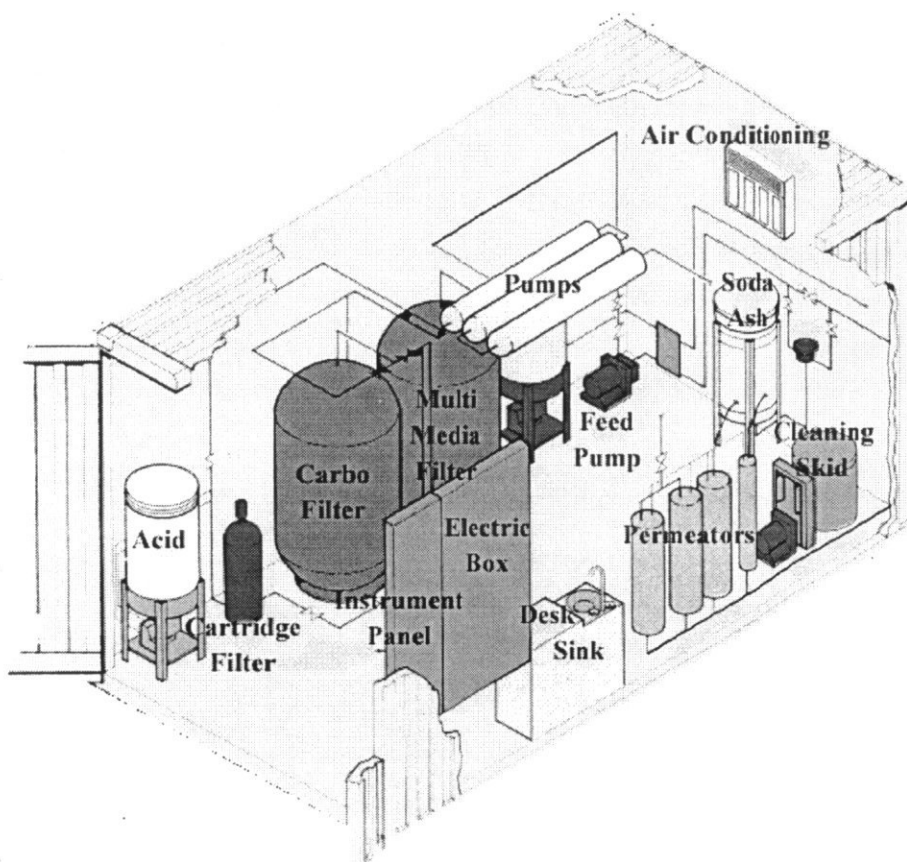 Air Conditioning
Pumps
Soda
Ash
Multi
Media
Filter
Feed
Pump
Cleaning
Skid
Carbo
Filter
Electric
Box
Permeators
Acid
Instrument
Panel
Desk
Sink
Cartridge
Filter